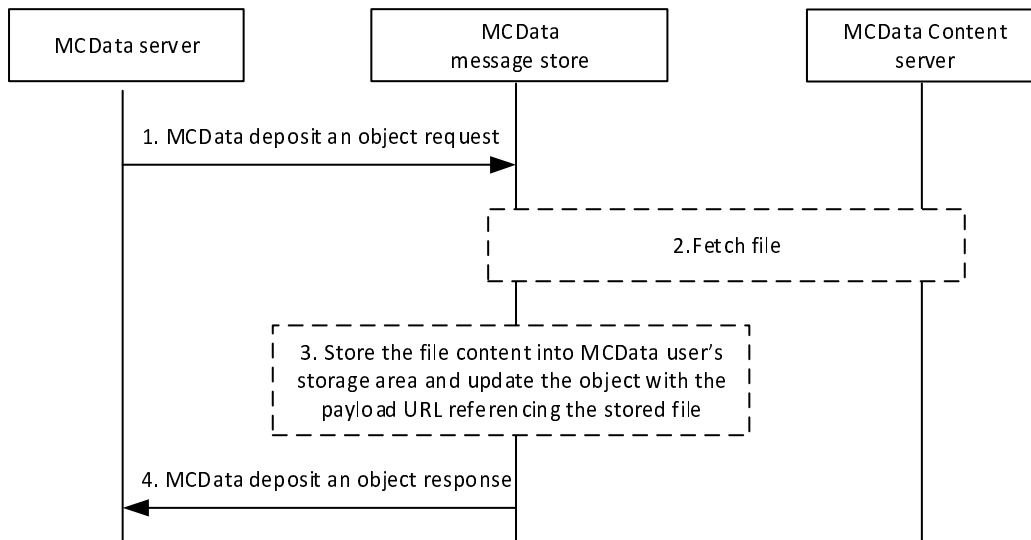 MCData server
MCData
message store
MCData Content
server
1. MCData deposit an object request
2.Fetch file
3. Store the file content into MCData user’s
storage area and update the object with the
payload URL referencing the stored file
4. MCData deposit an object response